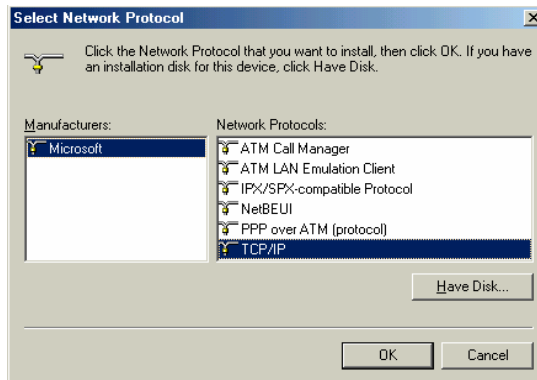 Select Network Protocol
Click the Network Protocol that you want to install, then click OK. If you have
an installation disk for this device, click Have Disk.
Manufacturers:
Microsoft
Network Protocols:
ATM Call Manager
ATM LAN Emulation Client
IPX/SPX-compatible Protocol
NetBEUI
PPP over ATM (protocol)
TCP/IP
Have Disk...
OK
Cancel